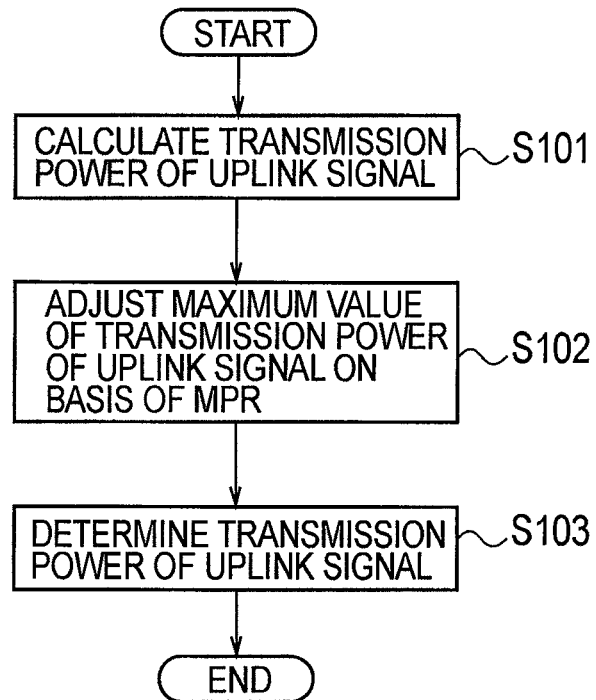 START
CALCULATE TRANSMISSION
POWER OF UPLINK SIGNAL
S101
ADJUST MAXIMUM VALUE
OF TRANSMISSION POWER
OF UPLINK SIGNAL ON
BASIS OF MPR
S102
DETERMINE TRANSMISSION
POWER OF UPLINK SIGNAL
S103
END